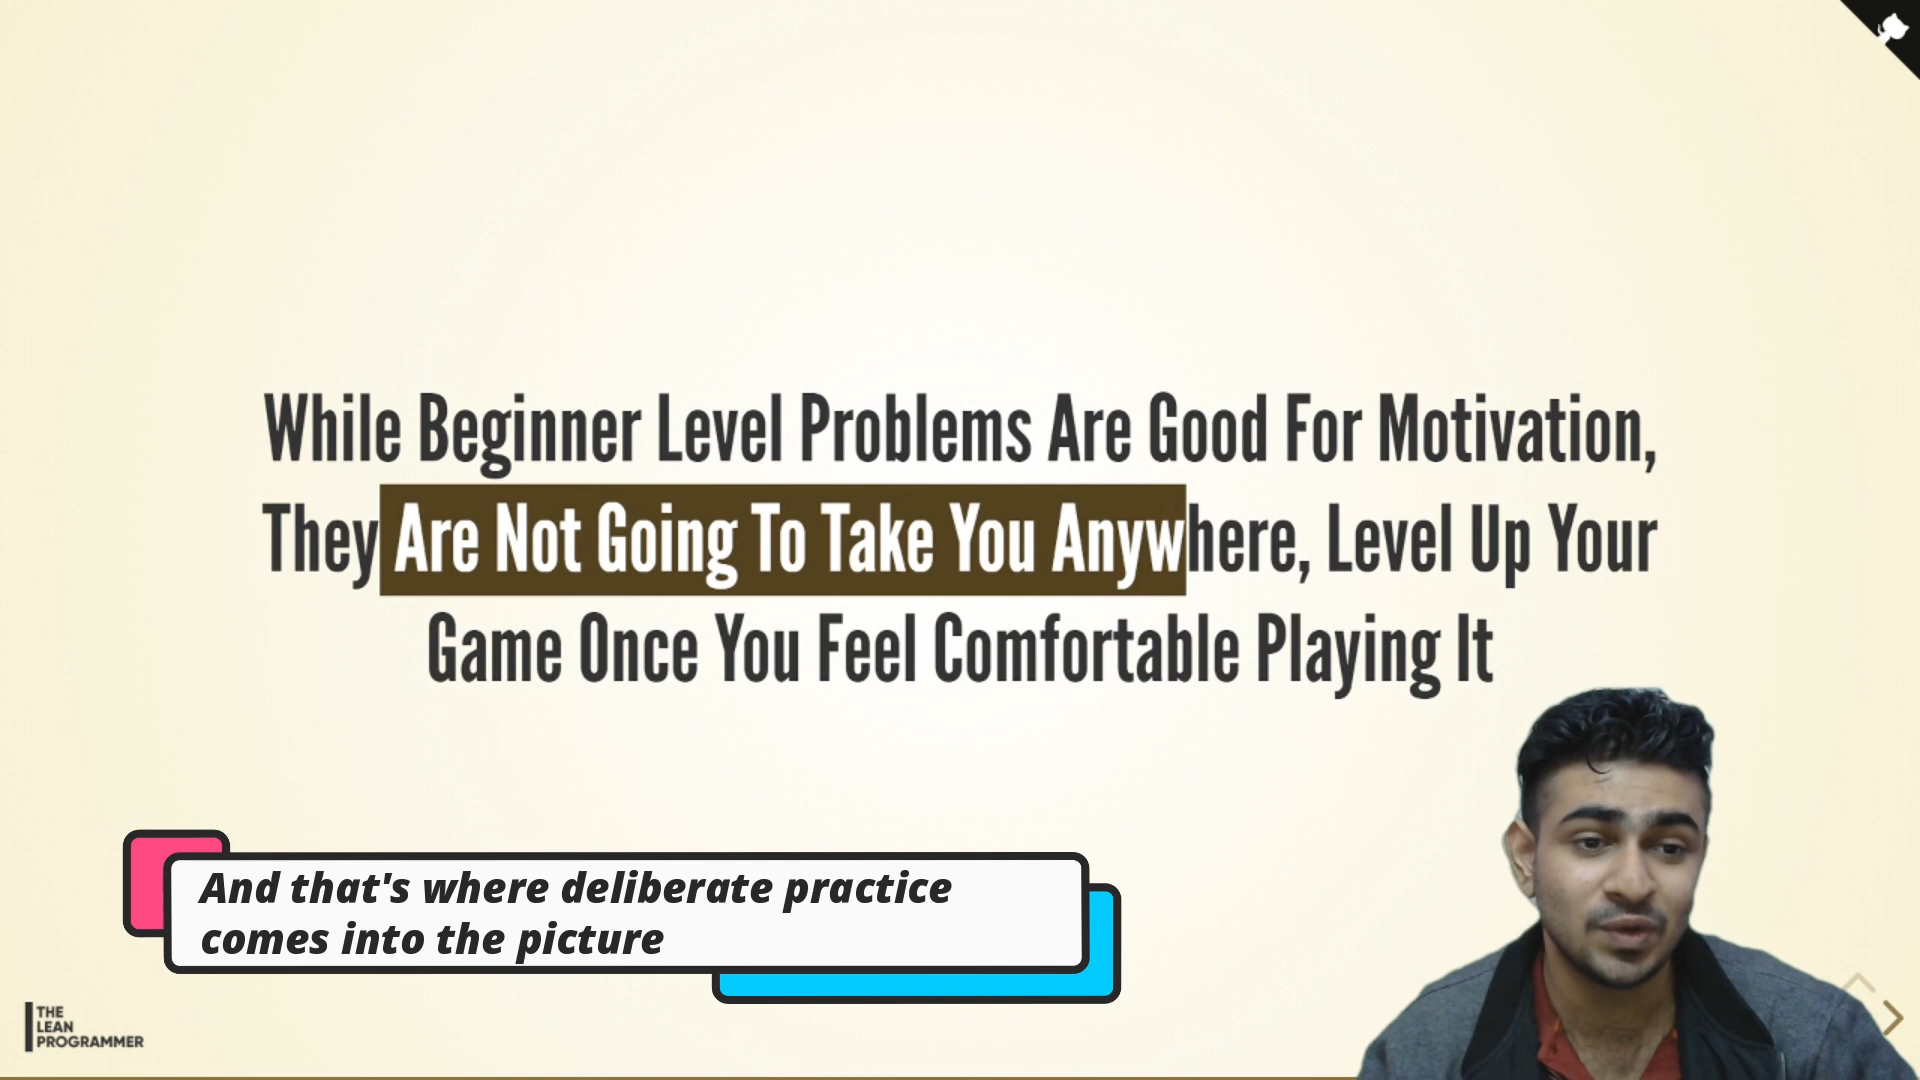 While Beginner Level Problems Are Good For Motivation,
They Are Not Going To Take You Anywhere, Level Up Your
Game Once You Feel Comfortable Playing It
And that's where deliberate practice
comes into the picture
THE
LEAN
PROGRAMMER